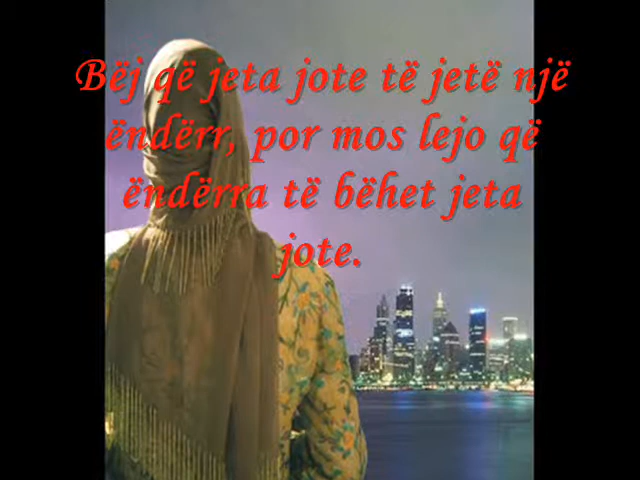 Bëj që jeta jote të jetë një
ëndërr, por mos lejo që
ëndërra të bëhet jeta
jote.